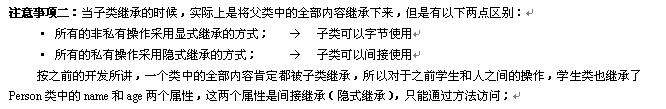 注意事项二：当子类继承的时候，实际上是将父类中的全部内容继承下来，但是有以下两点区别：
▪ 所有的非私有操作采用显式继承的方式； → 子类可以字节使用
▪ 所有的私有操作采用隐式继承的方式； → 子类可以间接使用
按之前的开发所讲，一个类中的全部内容肯定都被子类继承，所以对于之前学生和人之间的操作，学生类也继承了
Person 类中的 name 和 age 两个属性，这两个属性是间接继承（隐式继承），只能通过方法访问；